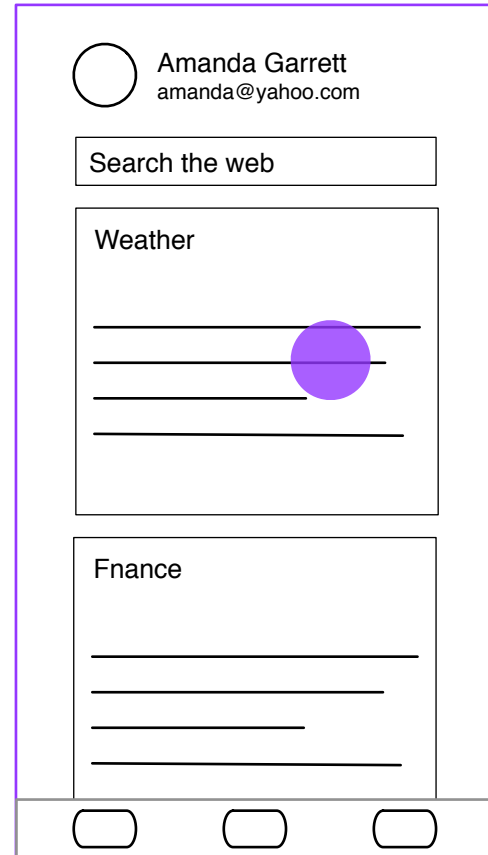 Amanda Garrett
amanda@yahoo.com
Search the web
Weather
Fnance